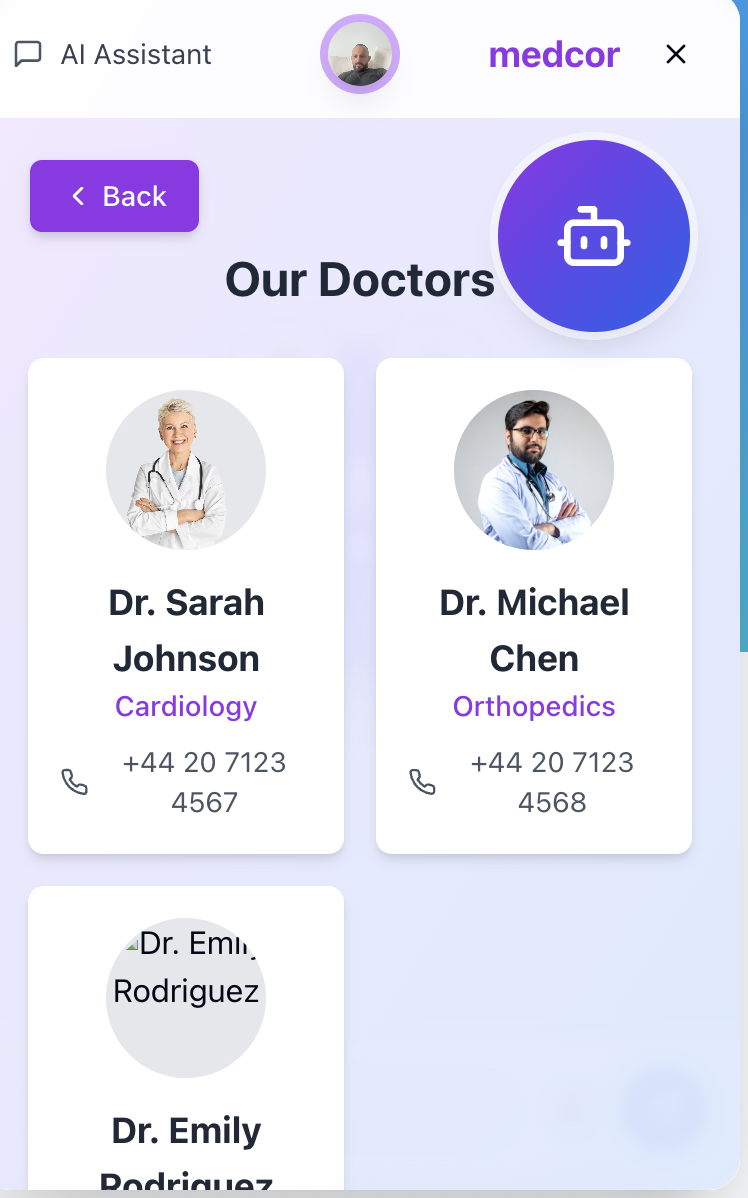 AI Assistant
medcor
Back
Our Doctors
Dr. Sarah
Johnson
Cardiology
+44 20 7123
4567
Dr. Michael
Chen
Orthopedics
+44 20 7123
4568
Dr. Emily
Rodriguez
Dr. Emily
Rodriguez